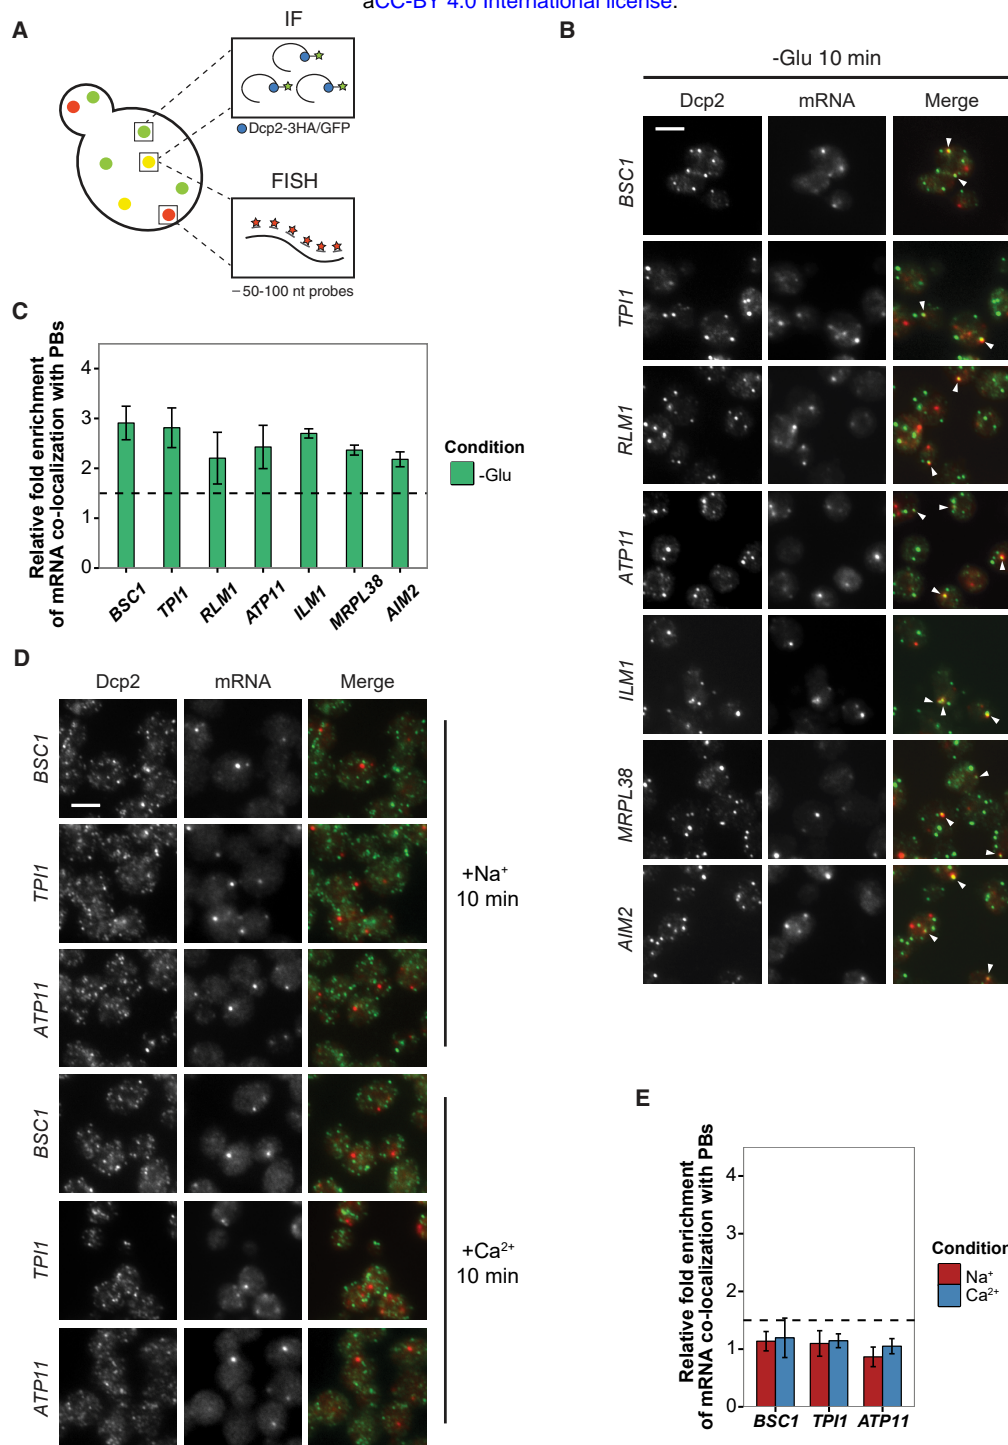 aCC-BY 4.0 International license.
A
IF
Dcp2-3HA/GFP
FISH
50-100 nt probes
B
-Glu 10 min
Dcp2
mRNA
Merge
BSC1
TPI1
RLM1
ATP11
ILM1
MRPL38
AIM2
C
Relative fold enrichment
of mRNA co-localization with PBs
4
3
2
1
0
BSC1
TPI1
RLM1
ATP11
ILM1
MRPL38
AIM2
Condition
-Glu
D
Dcp2
mRNA
Merge
BSC1
TPI1
ATP11
+Na⁺
10 min
BSC1
TPI1
ATP11
+Ca²⁺
10 min
E
Relative fold enrichment
of mRNA co-localization with PBs
4
3
2
1
0
BSC1
TPI1
ATP11
Condition
Na⁺
Ca²⁺